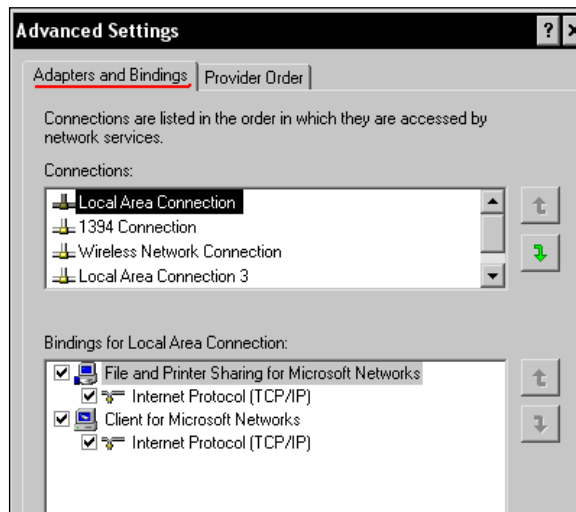 Advanced Settings
?
Adapters and Bindings
Provider Order
Connections are listed in the order in which they are accessed by
network services.
Connections:
Local Area Connection
1394 Connection
Wireless Network Connection
Local Area Connection 3
Bindings for Local Area Connection:
File and Printer Sharing for Microsoft Networks
Internet Protocol (TCP/IP)
Client for Microsoft Networks
Internet Protocol (TCP/IP)